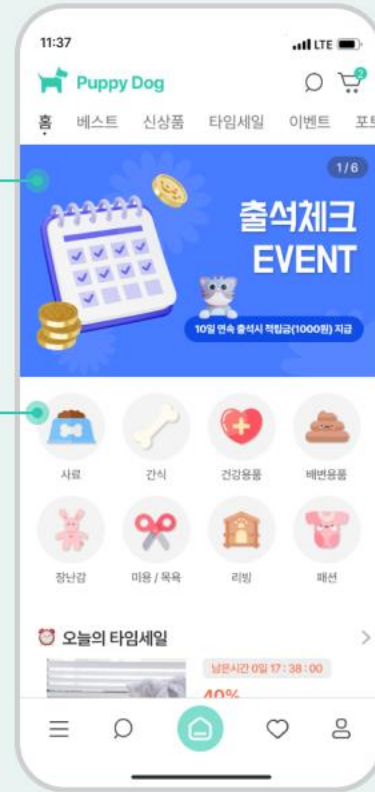 11:37
LTE
Puppy Dog
2
홈 베스트 신상품 타임세일 이벤트 포토
1/6
출석체크
EVENT
10일 연속 출석시 적립금(1000원) 지급
사료 간식 건강용품 배변용품
장난감 미용 / 목욕 리빙 패션
오늘의 타임세일
남은시간 0일 17 : 38 : 00
40%